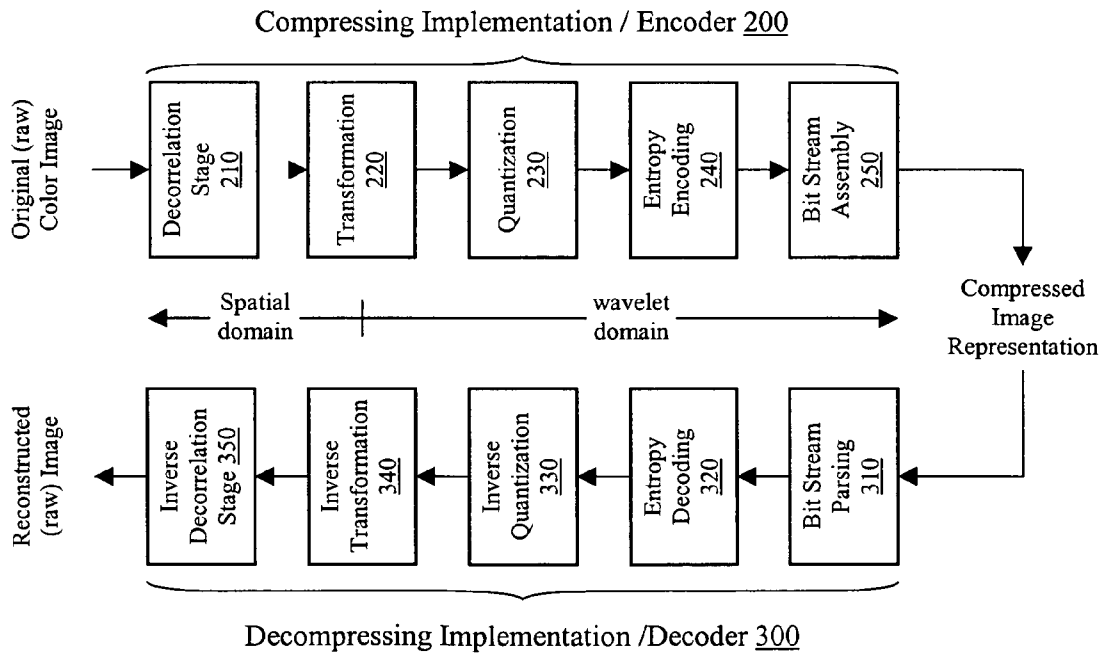 Compressing Implementation / Encoder 200
Original (raw)
Color Image
Decorrelation
Stage
210
Transformation
220
Quantization
230
Entropy
Encoding
240
Bit Stream
Assembly
250
Spatial
domain
wavelet
domain
Compressed
Image
Representation
Reconstructed
(raw) Image
Inverse
Decorrelation
Stage 350
Inverse
Transformation
340
Inverse
Quantization
330
Entropy
Decoding
320
Bit Stream
Parsing
310
Decompressing Implementation /Decoder 300